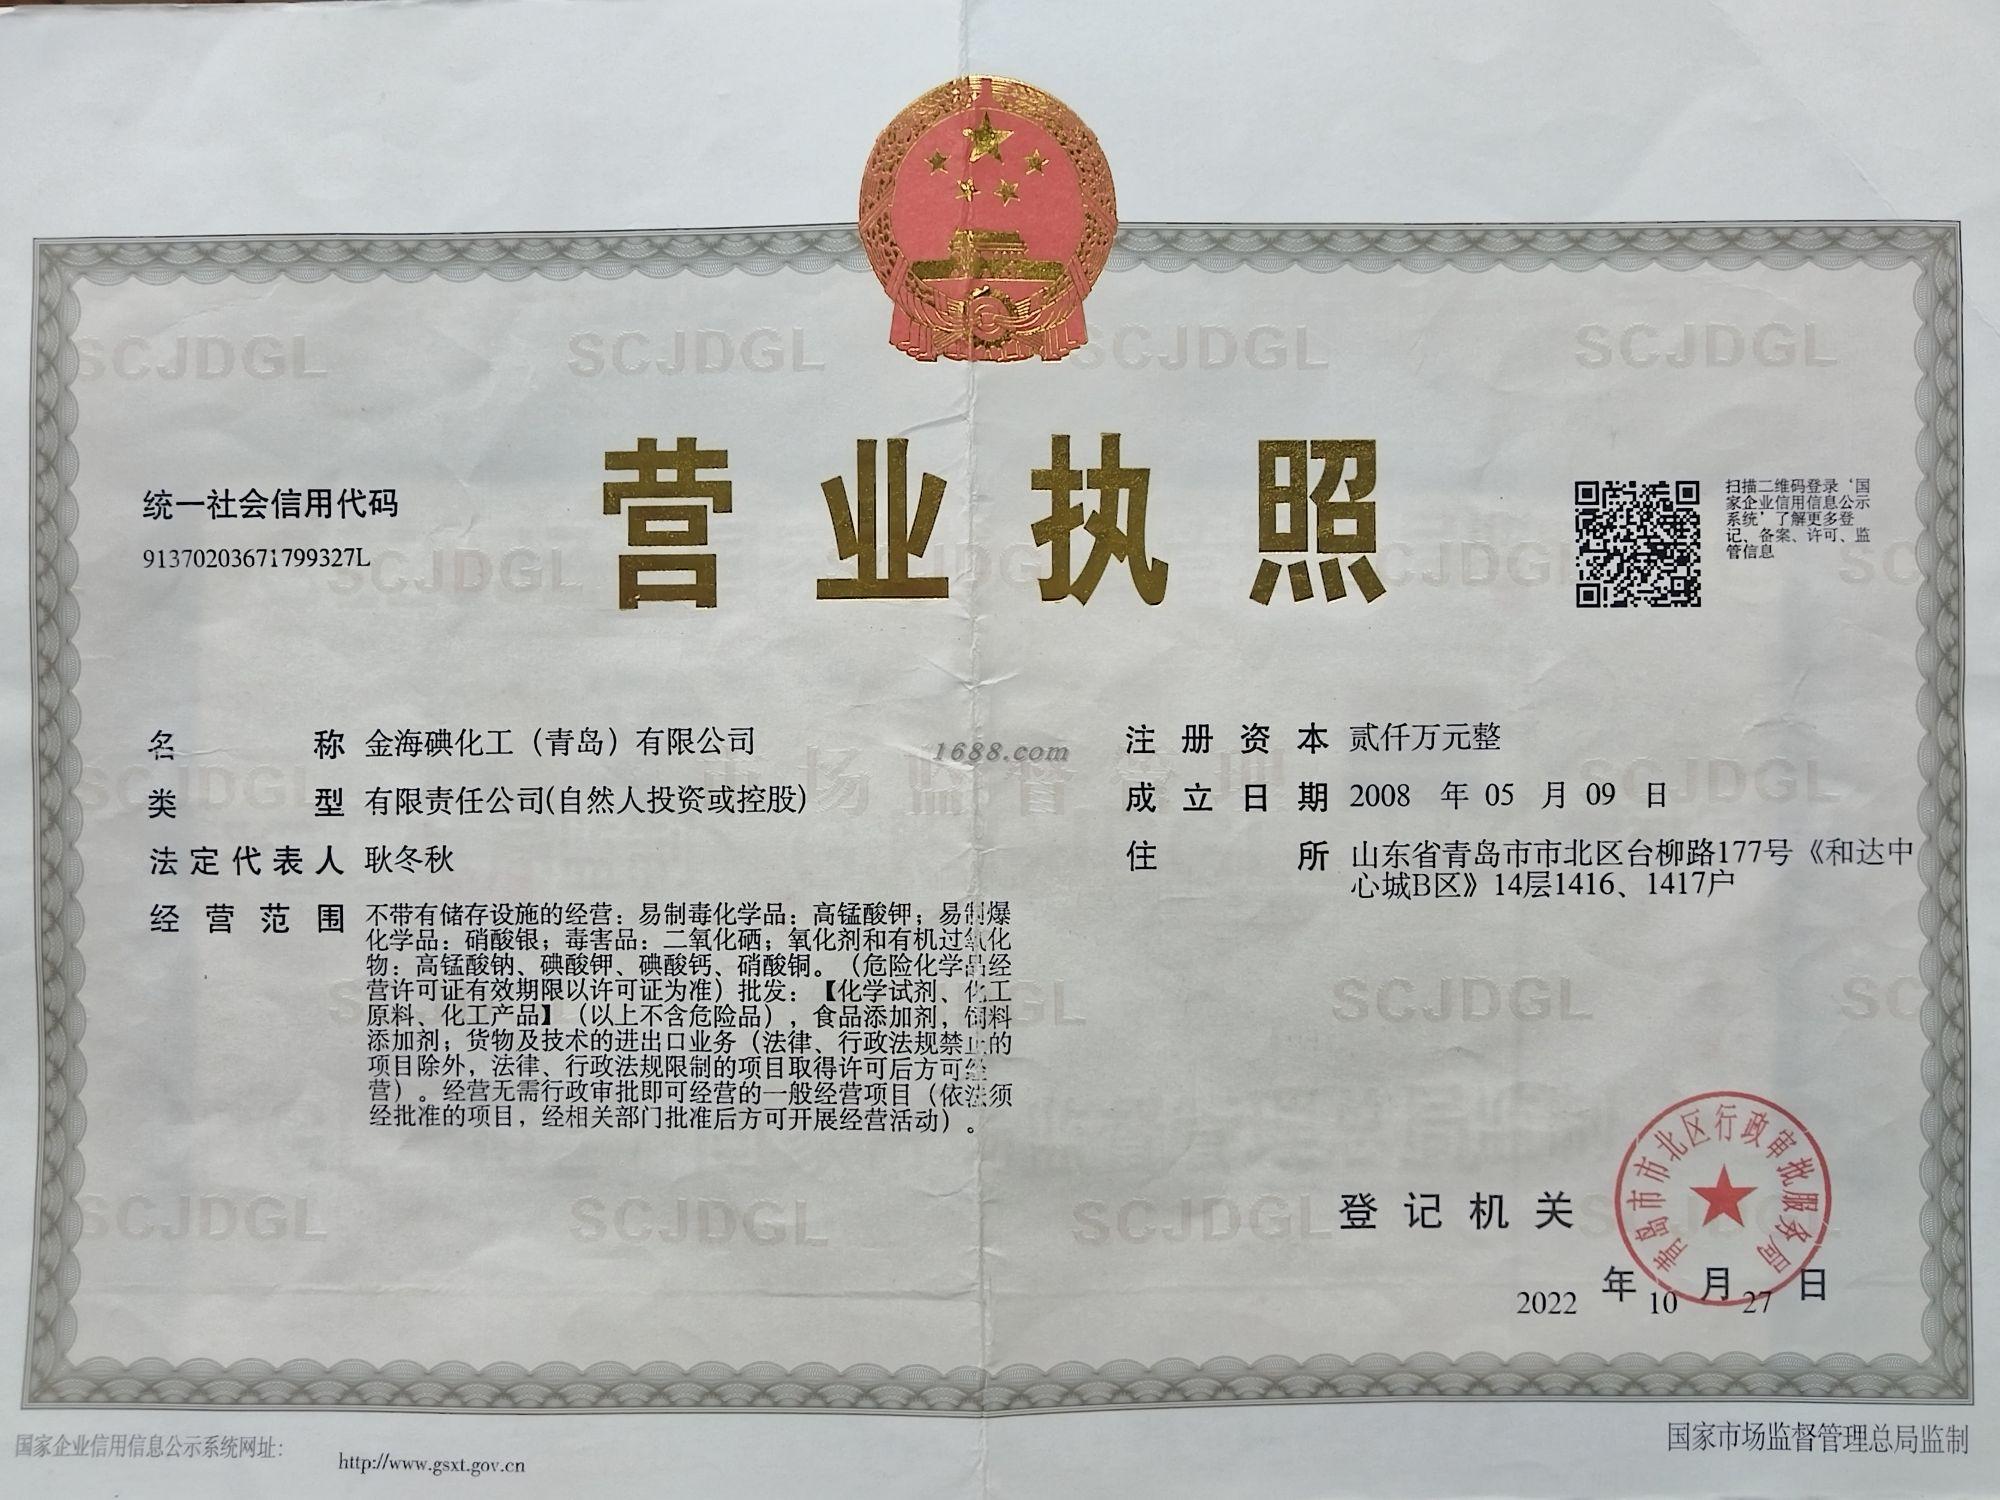 营业执照
统一社会信用代码
91370203671799327L
扫描二维码登录‘国
家企业信用信息公示
系统’了解更多登
记、备案、许可、监
管信息
名称 金海碘化工（青岛）有限公司
类型 有限责任公司(自然人投资或控股)
法定代表人 耿冬秋
经营范围 不带有储存设施的经营：易制毒化学品：高锰酸钾；易制爆
化学品：硝酸银；毒害品：二氧化硒；氧化剂和有机过氧化
物：高锰酸钠、碘酸钾、碘酸钙、硝酸铜。（危险化学品经
营许可证有效期限以许可证为准）批发：【化学试剂、化工
原料、化工产品】（以上不含危险品），食品添加剂，饲料
添加剂；货物及技术的进出口业务（法律、行政法规禁止的
项目除外，法律、行政法规限制的项目取得许可后方可经
营）。经营无需行政审批即可经营的一般经营项目（依法须
经批准的项目，经相关部门批准后方可开展经营活动）。
注册资本 贰仟万元整
成立日期 2008 年 05 月 09 日
住所 山东省青岛市市北区台柳路177号《和达中
心城B区》14层1416、1417户
1688.com
登记机关
青岛市市北区行政审批服务局
2022 年 10 月 27 日
国家企业信用信息公示系统网址：
http://www.gsxt.gov.cn
国家市场监督管理总局监制
SCJDGL
SCJDGL
SCJDGL
SCJDGL